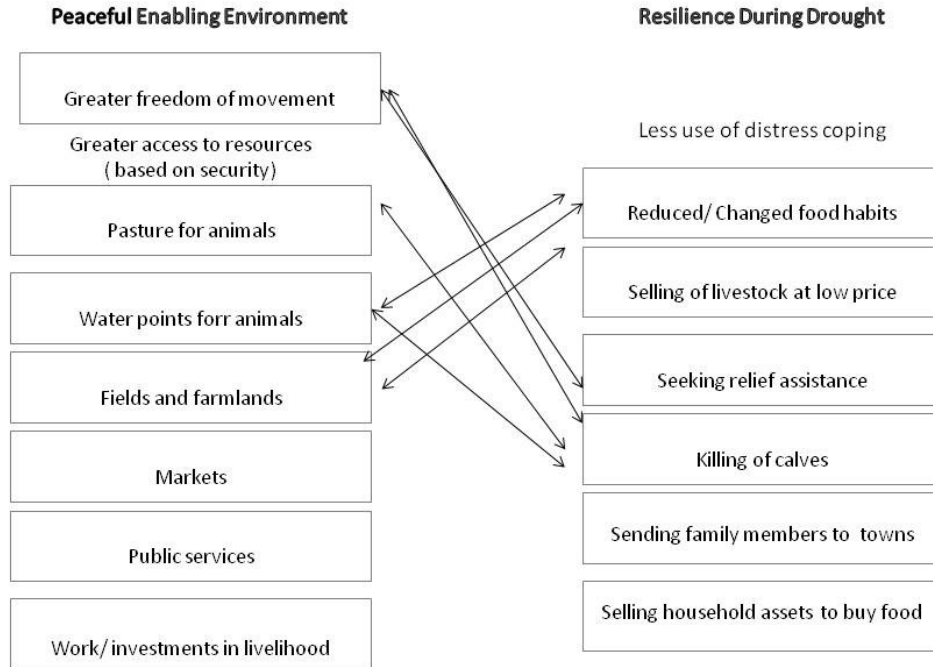 Peaceful Enabling Environment
Resilience During Drought
Greater freedom of movement
Greater access to resources
( based on security)
Pasture for animals
Water points forr animals
Fields and farmlands
Markets
Public services
Work/ investments in livelihood
Less use of distress coping
Reduced/ Changed food habits
Selling of livestock at low price
Seeking relief assistance
Killing of calves
Sending family members to towns
Selling household assets to buy food